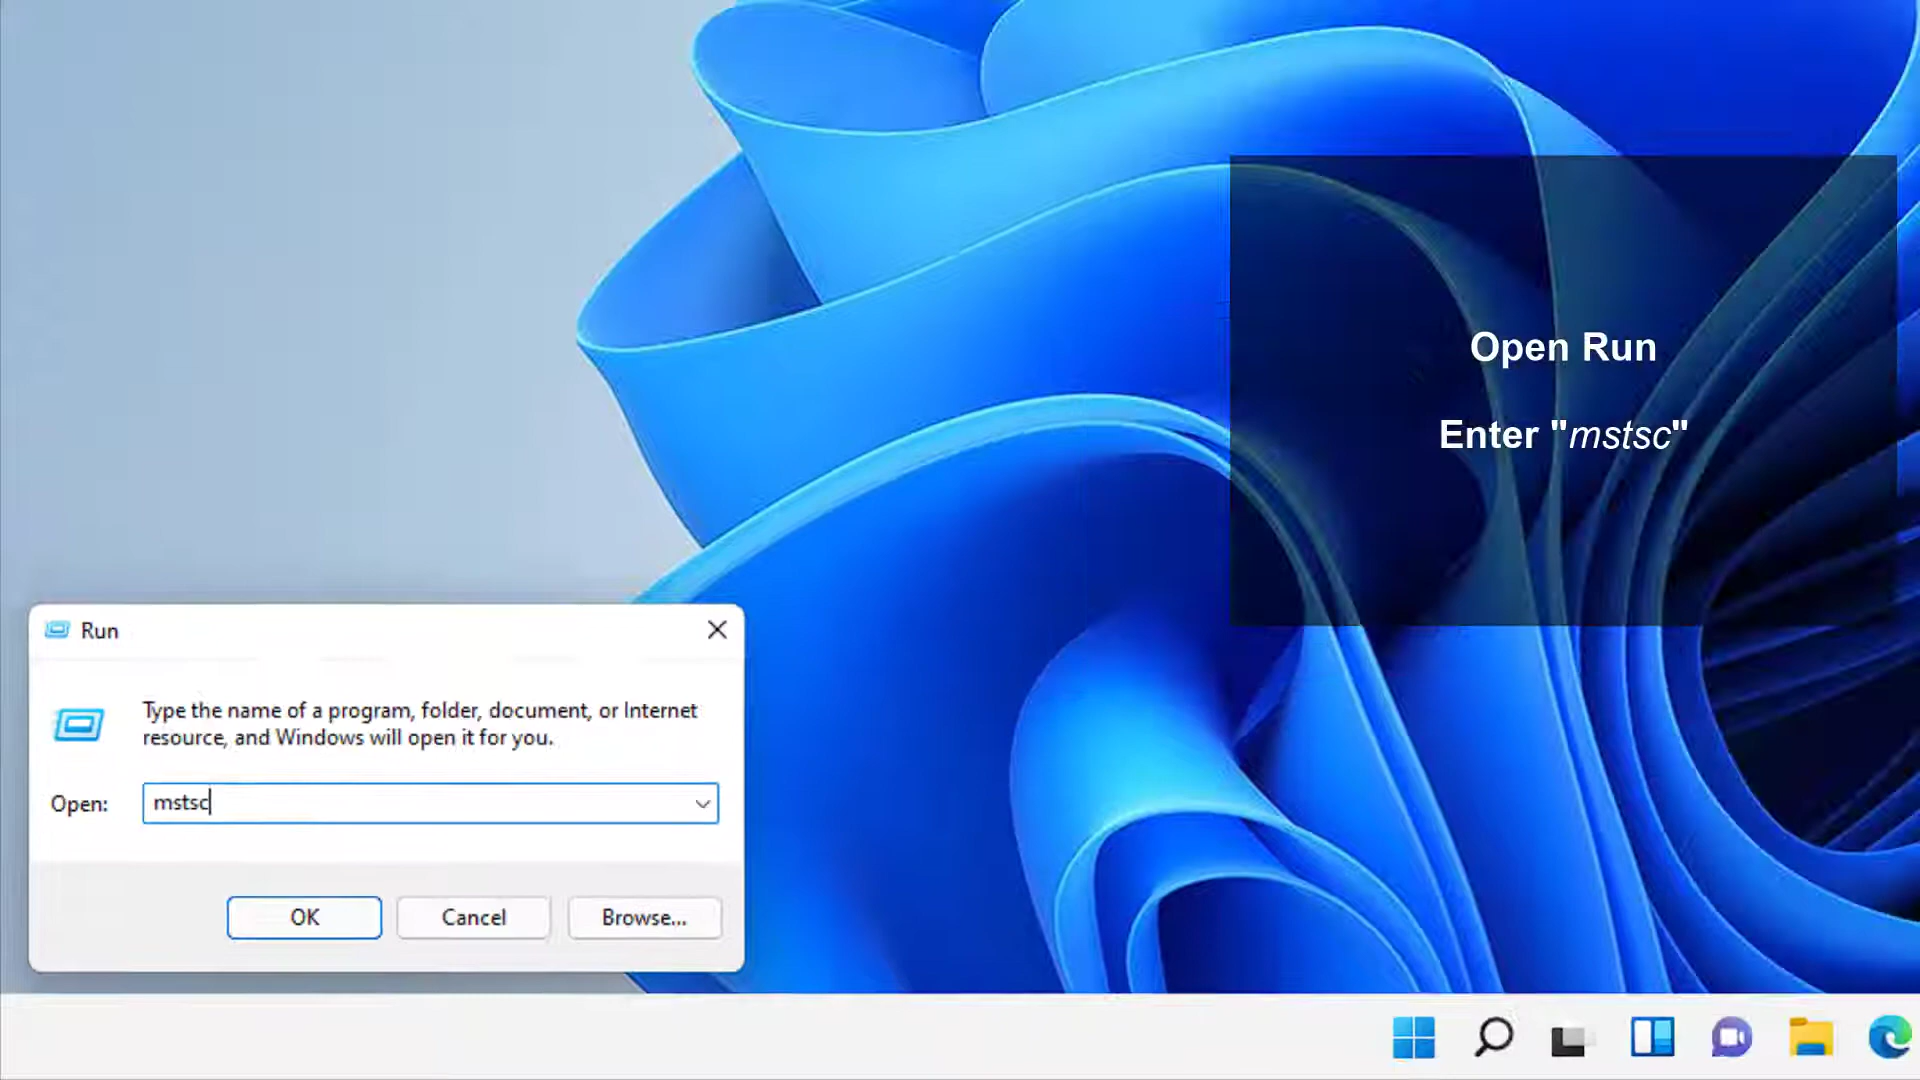 Open Run
Enter "mstsc"
Run
Type the name of a program, folder, document, or Internet
resource, and Windows will open it for you.
Open:
mstsc
OK
Cancel
Browse...